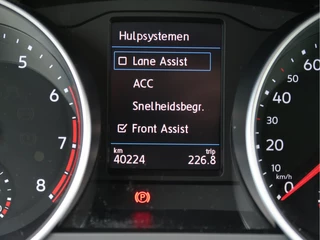 Hulpsystemen
Lane Assist
ACC
Snelheidsbegr.
Front Assist
km trip
40224 226.8
5
6
7
8
60
40
30
20
10
km/h
0
P